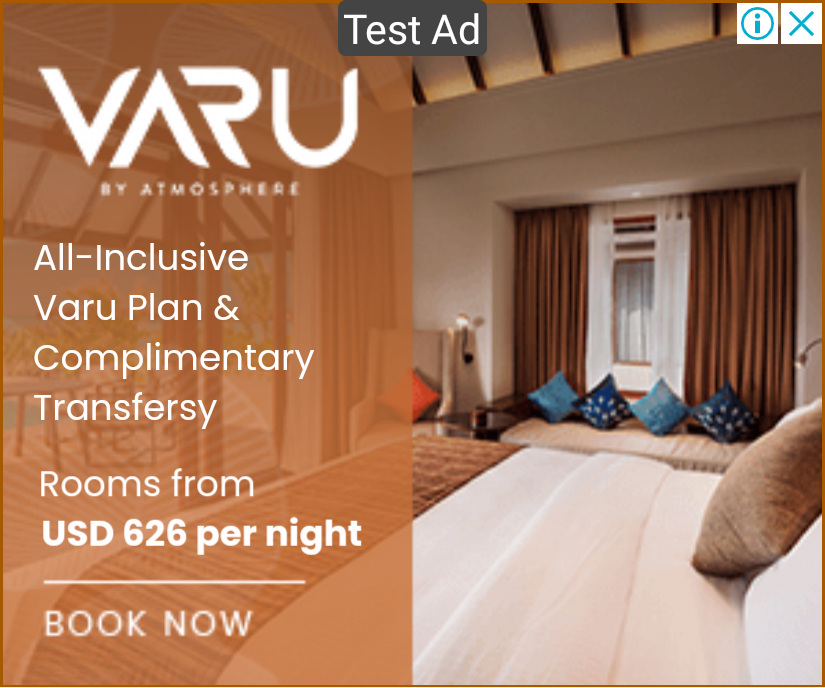 Test Ad
VARU
BY ATMOSPHERE
All-Inclusive
Varu Plan &
Complimentary
Transfersy
Rooms from
USD 626 per night
BOOK NOW